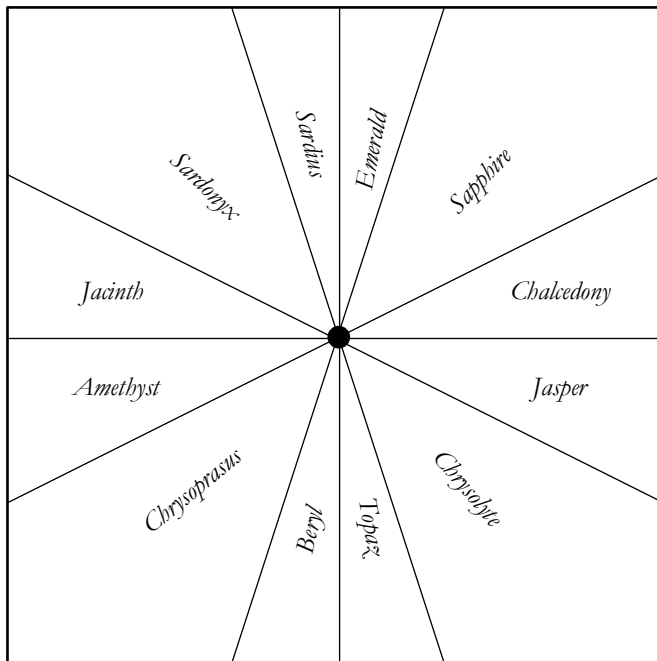 Sardius
Emerald
Sardonyx
Sapphire
Jacinth
Chalcedony
Amethyst
Jasper
Chrysoprasus
Chrysolyte
Beryl
Topaz